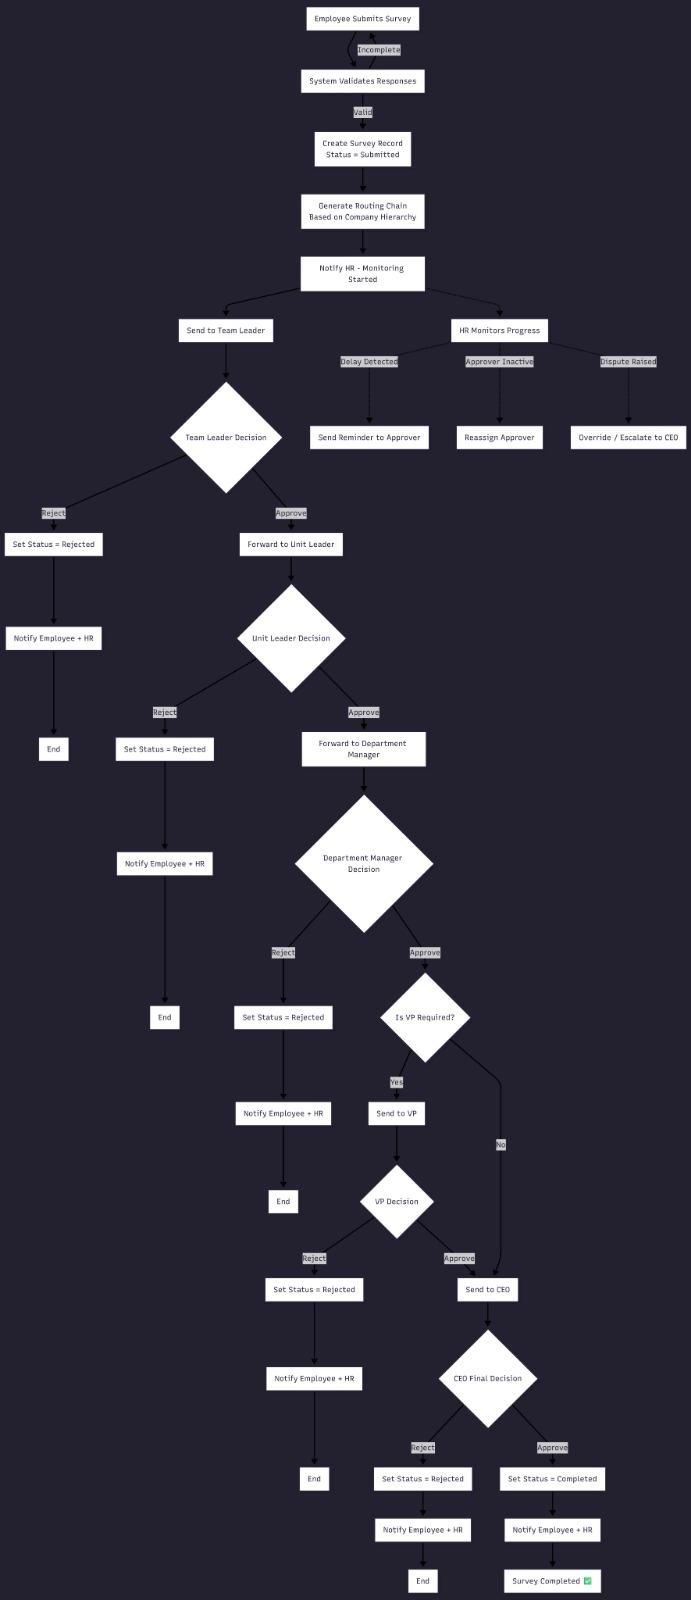 Employee Submits Survey
Incomplete
System Validates Responses
Valid
Create Survey Record
Status = Submitted
Generate Routing Chain
Based on Company Hierarchy
Notify HR - Monitoring
Started
Send to Team Leader
HR Monitors Progress
Delay Detected
Approver Inactive
Dispute Raised
Team Leader Decision
Send Reminder to Approver
Reassign Approver
Override / Escalate to CEO
Reject
Approve
Set Status = Rejected
Forward to Unit Leader
Notify Employee + HR
Unit Leader Decision
Reject
Approve
End
Set Status = Rejected
Forward to Department
Manager
Notify Employee + HR
Department Manager
Decision
Reject
Approve
End
Set Status = Rejected
Is VP Required?
Yes
Notify Employee + HR
Send to VP
No
End
VP Decision
Reject
Approve
Set Status = Rejected
Send to CEO
Notify Employee + HR
CEO Final Decision
Reject
Approve
End
Set Status = Rejected
Set Status = Completed
Notify Employee + HR
Notify Employee + HR
End
Survey Completed ✅